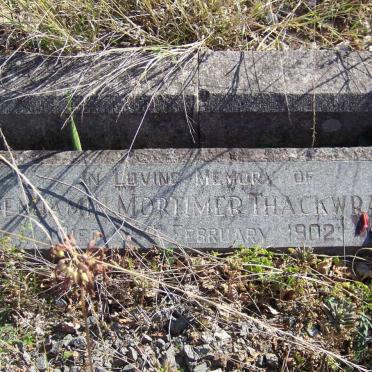 IN LOVING MEMORY OF
MORTIMER THACKWRA
FEBRUARY 1902